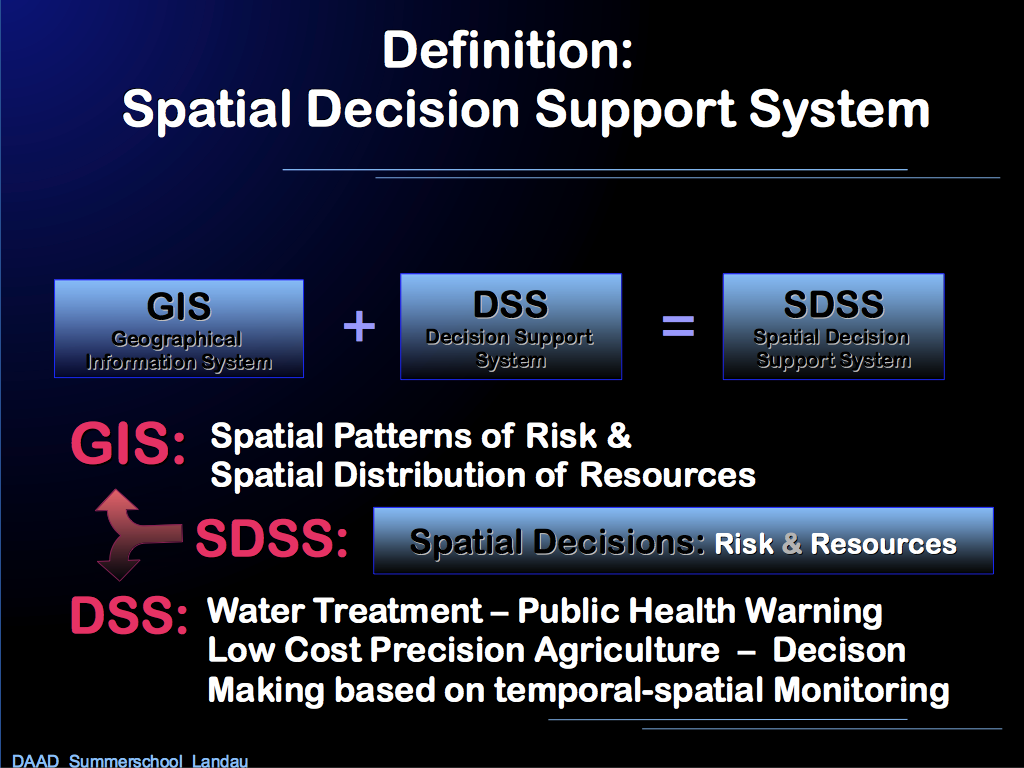 Definition:
Spatial Decision Support System
GIS
Geographical
Information System
+
DSS
Decision Support
System
=
SDSS
Spatial Decision
Support System
GIS: Spatial Patterns of Risk &
Spatial Distribution of Resources
SDSS: Spatial Decisions: Risk & Resources
DSS: Water Treatment – Public Health Warning
Low Cost Precision Agriculture – Decison
Making based on temporal-spatial Monitoring
DAAD Summerschool Landau